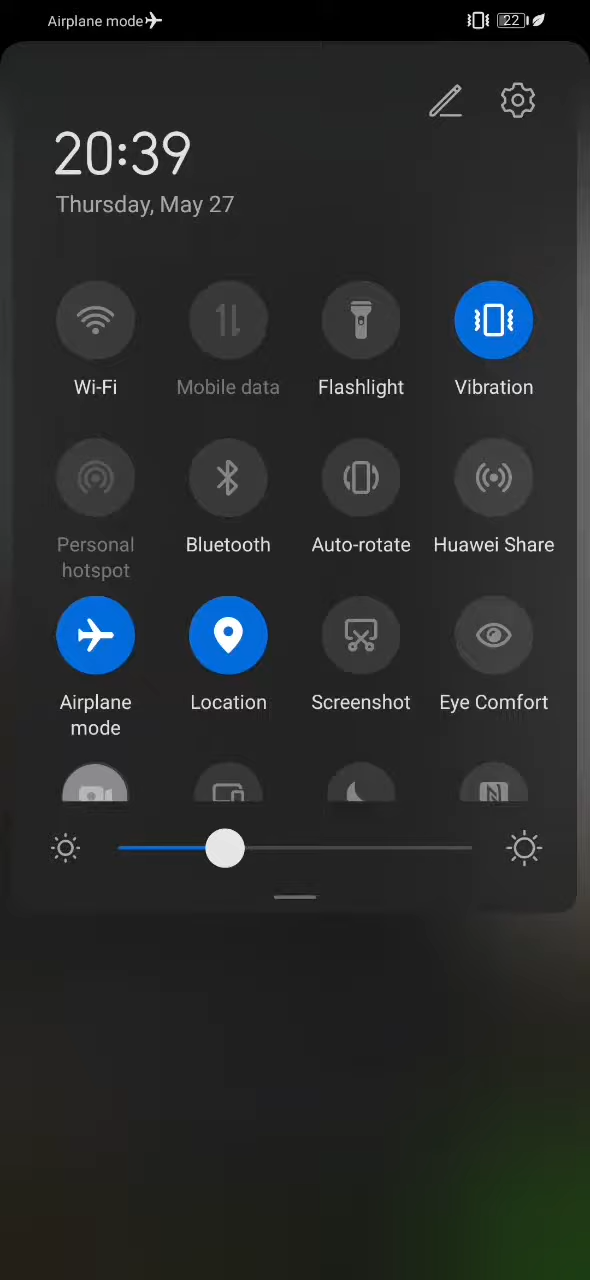 Airplane mode
22
20:39
Thursday, May 27
Wi-Fi
Mobile data
Flashlight
Vibration
Personal
hotspot
Bluetooth
Auto-rotate
Huawei Share
Airplane
mode
Location
Screenshot
Eye Comfort